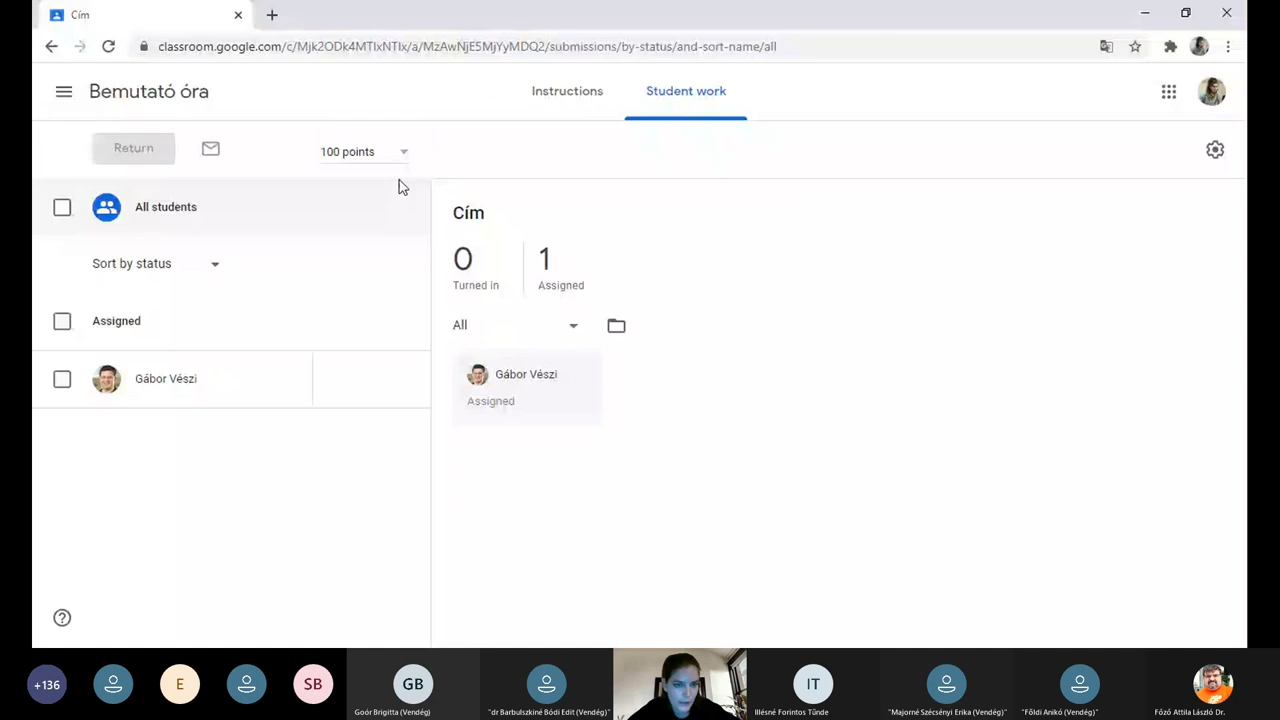 Cím
classroom.google.com/c/Mjk2ODk4MTIxNTIx/a/MzAwNjE5MjYyMDQ2/submissions/by-status/and-sort-name/all
Bemutató óra
Instructions
Student work
Return
100 points
All students
Sort by status
Assigned
Gábor Vészi
Cím
0
Turned in
1
Assigned
All
Gábor Vészi
Assigned
+136
E
SB
GB
Goór Brigitta (Vendég)
"dr Barbulszkiné Bódi Edit (Vendég)"
IT
Illésné Forintos Tünde
"Majorné Szécsényi Erika (Vendég)"
"Földi Anikó (Vendég)"
Főző Attila László Dr.